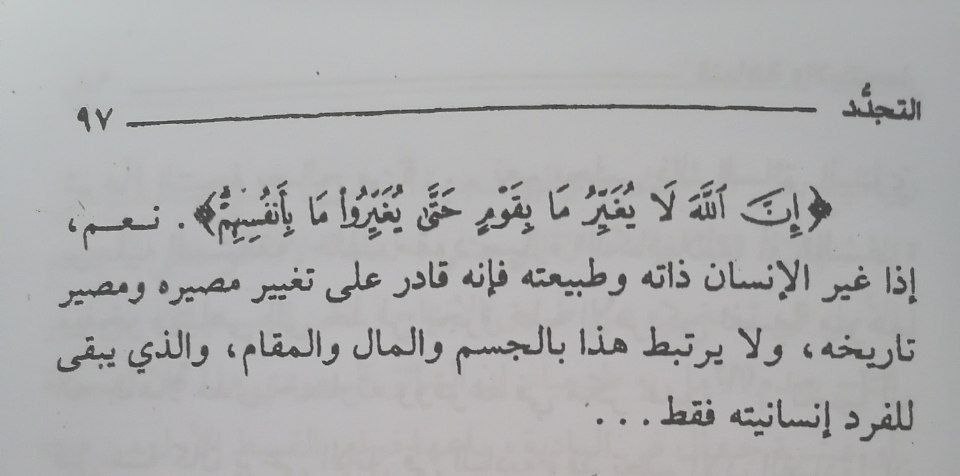 التجدُّد ٩٧
﴿إِنَّ ٱللَّهَ لَا يُغَيِّرُ مَا بِقَوْمٍ حَتَّىٰ يُغَيِّرُوا۟ مَا بِأَنفُسِهِمْ﴾. نعم،
إذا غير الإنسان ذاته وطبيعته فإنه قادر على تغيير مصيره ومصير
تاريخه، ولا يرتبط هذا بالجسم والمال والمقام، والذي يبقى
للفرد إنسانيته فقط...